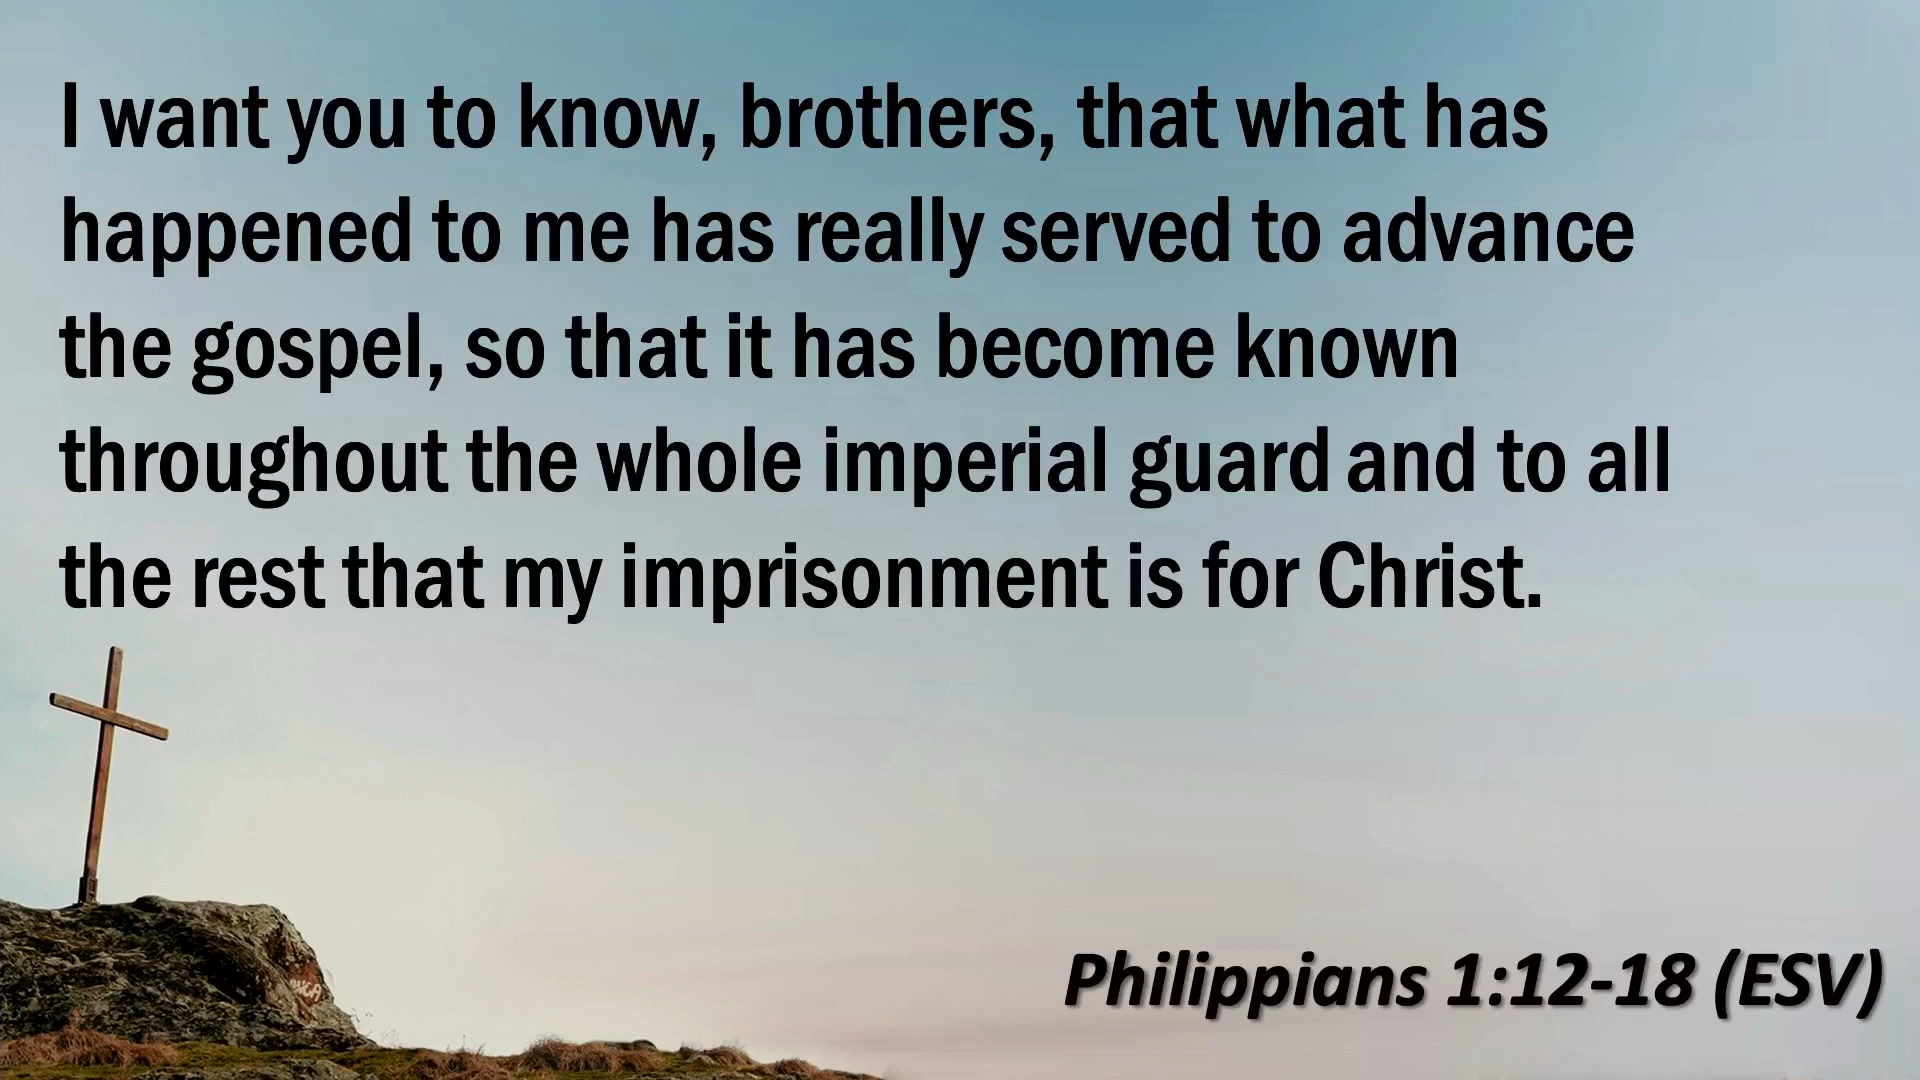 I want you to know, brothers, that what has
happened to me has really served to advance
the gospel, so that it has become known
throughout the whole imperial guard and to all
the rest that my imprisonment is for Christ.
Philippians 1:12-18 (ESV)